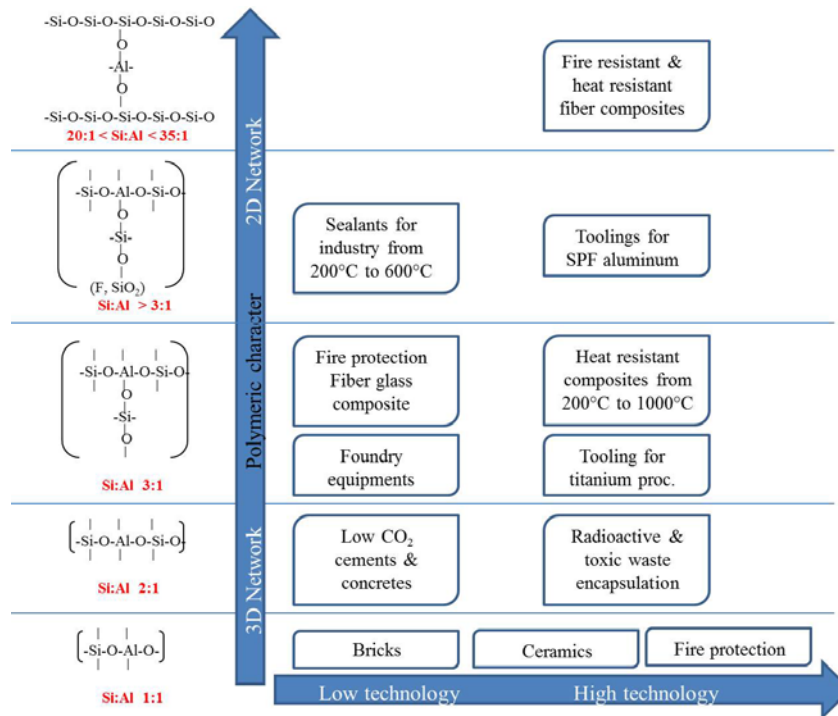 -Si-O-Si-O-Si-O-Si-O-Si-O
O
-Al-
O
-Si-O-Si-O-Si-O-Si-O-Si-O
20:1 < Si:Al < 35:1
Fire resistant &
heat resistant
fiber composites
2D Network
-Si-O-Al-O-Si-O-
O
-Si-
O
(F, SiO₂)
Si:Al > 3:1
Sealants for
industry from
200°C to 600°C
Toolings for
SPF aluminum
Polymeric character
-Si-O-Al-O-Si-O-
O
-Si-
O
Si:Al 3:1
Fire protection
Fiber glass
composite
Heat resistant
composites from
200°C to 1000°C
Foundry
equipments
Tooling for
titanium proc.
3D Network
-Si-O-Al-O-Si-O-
Si:Al 2:1
Low CO₂
cements &
concretes
Radioactive &
toxic waste
encapsulation
-Si-O-Al-O-
Si:Al 1:1
Bricks
Ceramics
Fire protection
Low technology
High technology